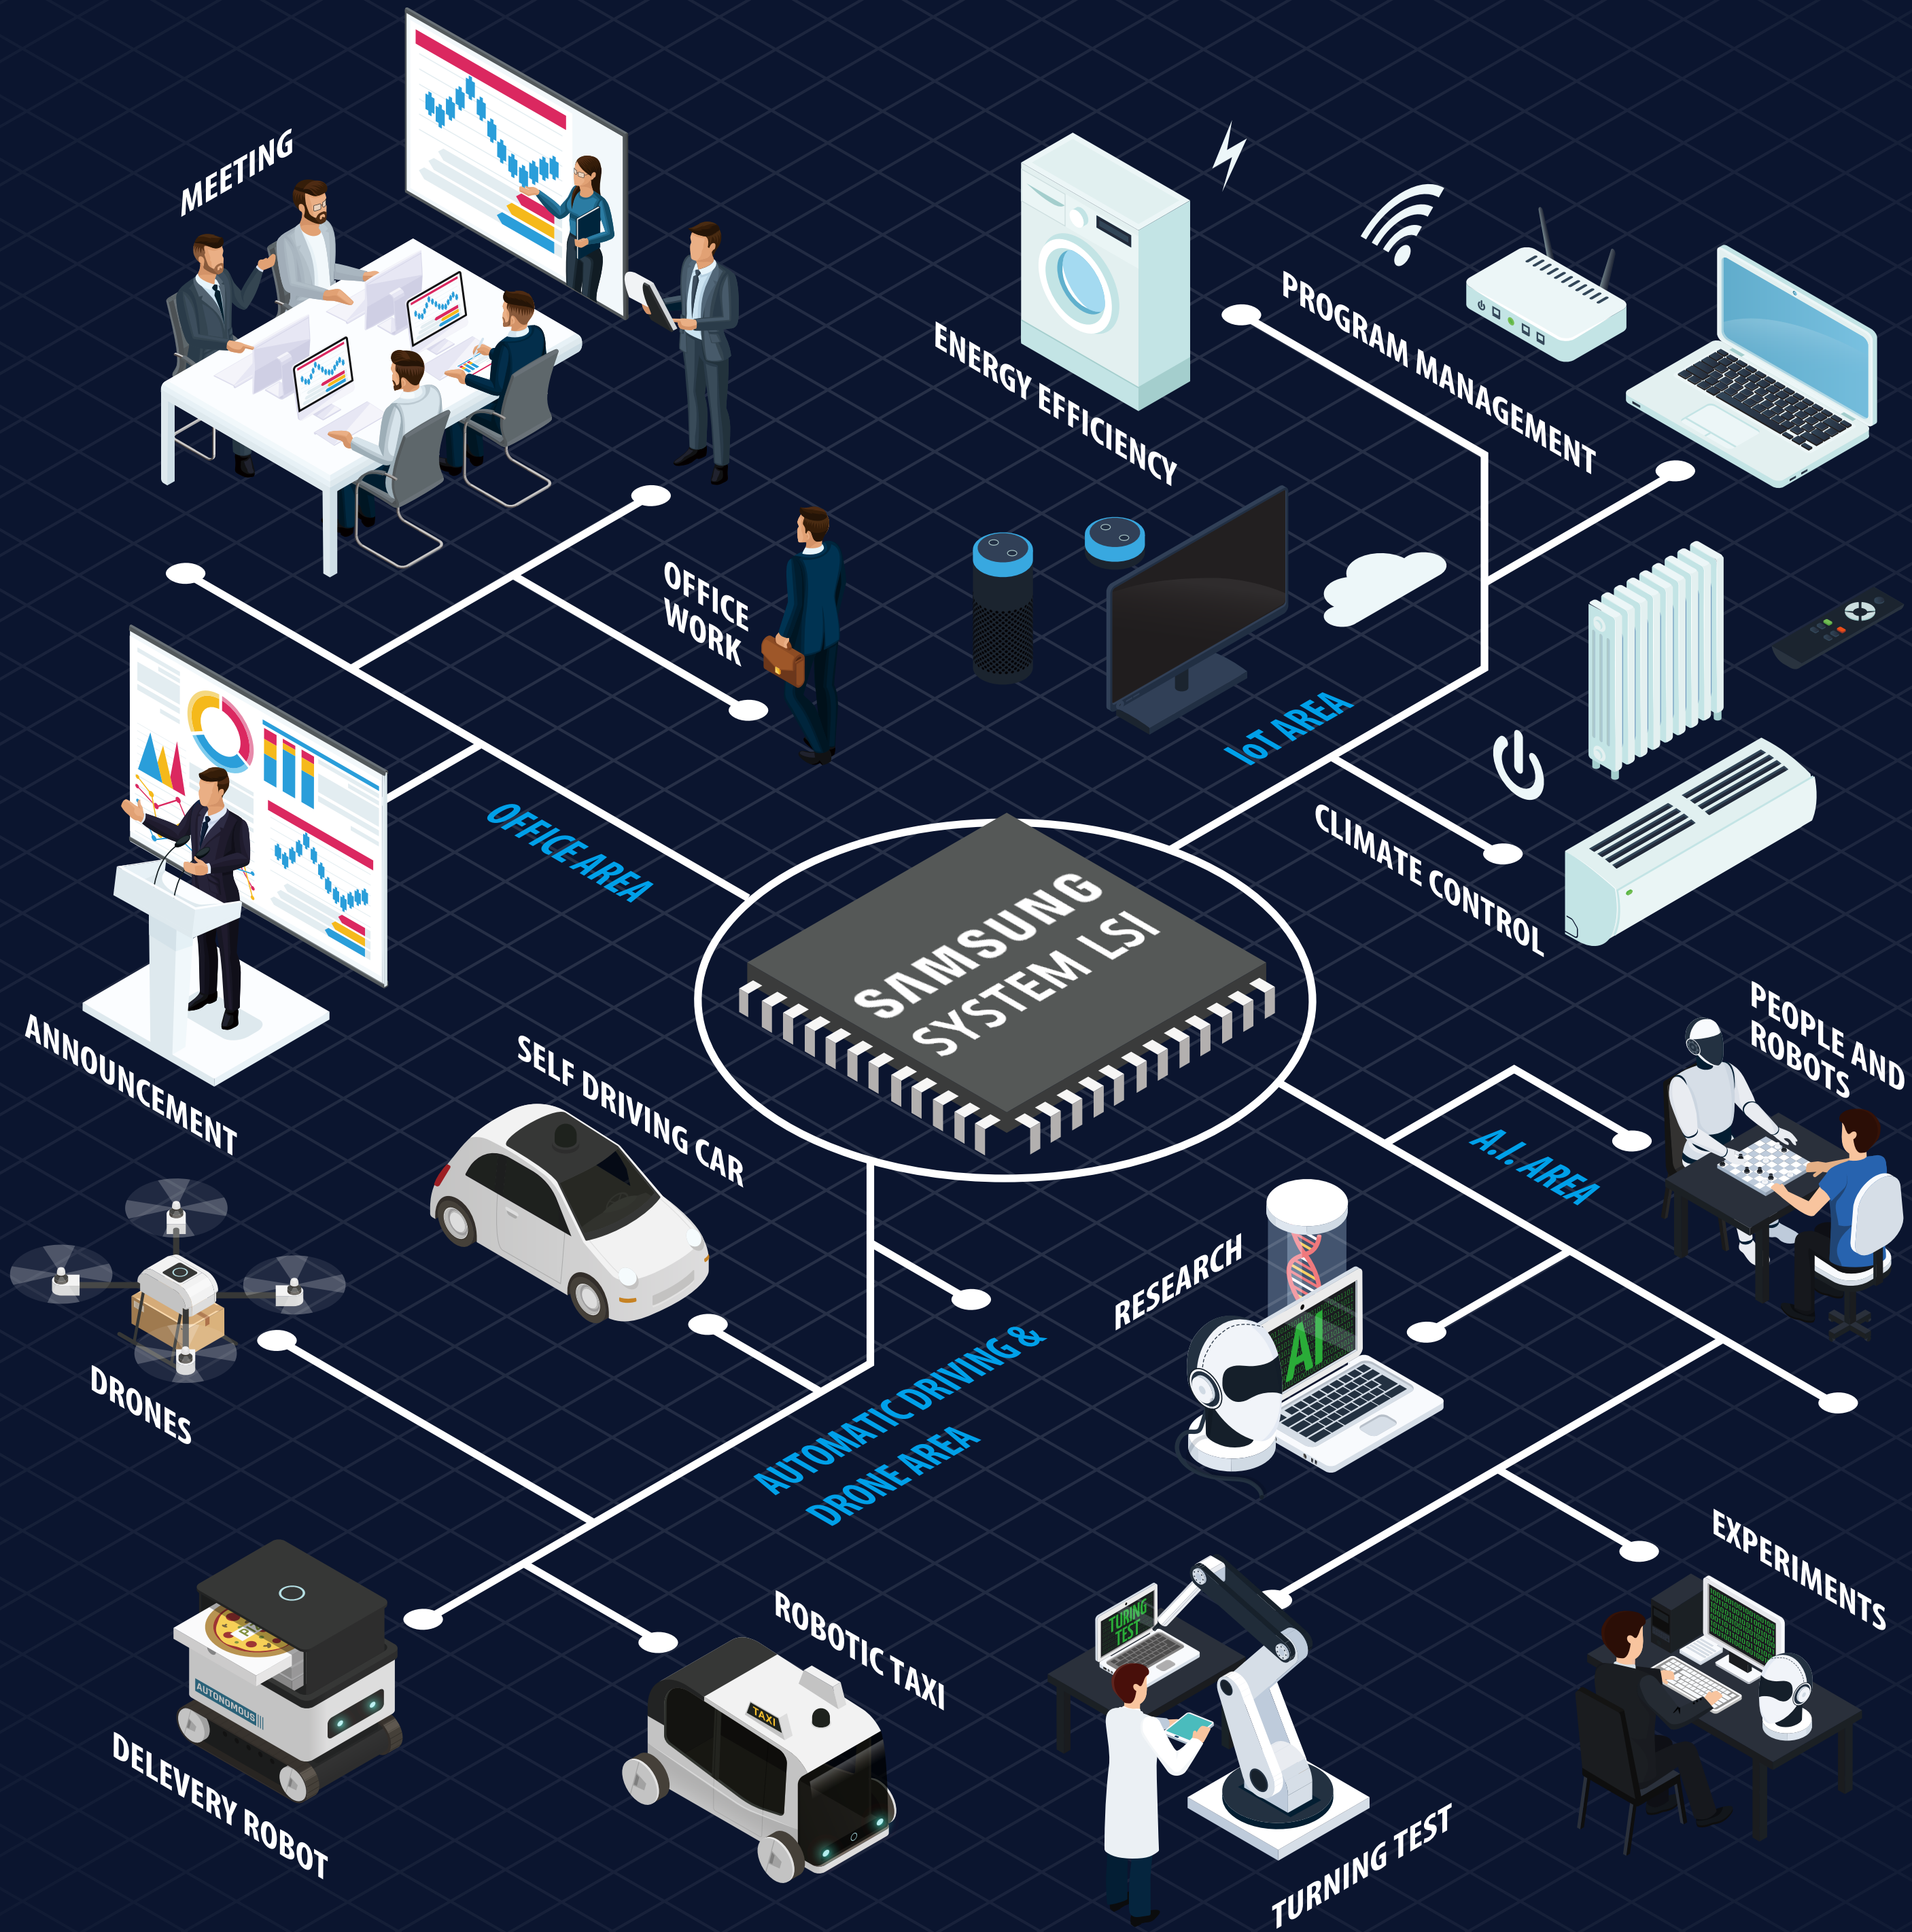 MEETING
ENERGY EFFICIENCY
PROGRAM MANAGEMENT
OFFICE
WORK
IoT AREA
OFFICE AREA
CLIMATE CONTROL
SAMSUNG
SYSTEM LSI
ANNOUNCEMENT
SELF DRIVING CAR
PEOPLE AND
ROBOTS
A.I. AREA
RESEARCH
AI
DRONES
AUTOMATIC DRIVING &
DRONE AREA
EXPERIMENTS
TURING
TEST
ROBOTIC TAXI
TAXI
AUTONOMOUS
DELEVERY ROBOT
TURNING TEST